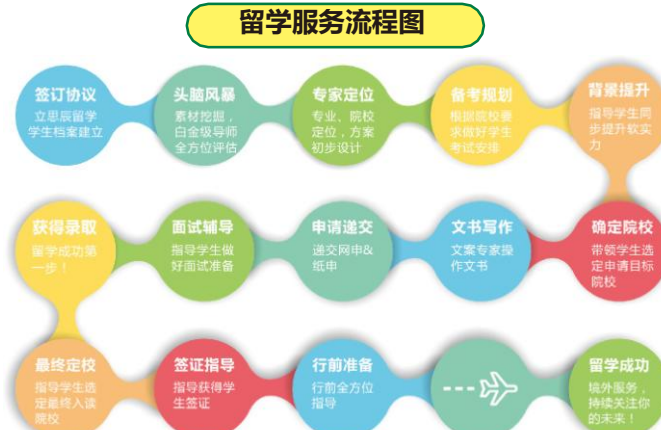 留学服务流程图
签订协议
立思辰留学
学生档案建立
头脑风暴
素材挖掘，
白金级导师
全方位评估
专家定位
专业、院校
定位，方案
初步设计
备考规划
根据院校要
求做好学生
考试安排
背景提升
指导学生同
步提升软实
力
确定院校
带领学生选
定申请目标
院校
文书写作
文案专家操
作文书
申请递交
递交网申&
纸申
面试辅导
指导学生做
好面试准备
获得录取
留学成功第
一步！
最终定校
指导学生选
定最终入读
院校
签证指导
指导获得学
生签证
行前准备
行前全方位
指导
留学成功
境外服务，
持续关注你
的未来！